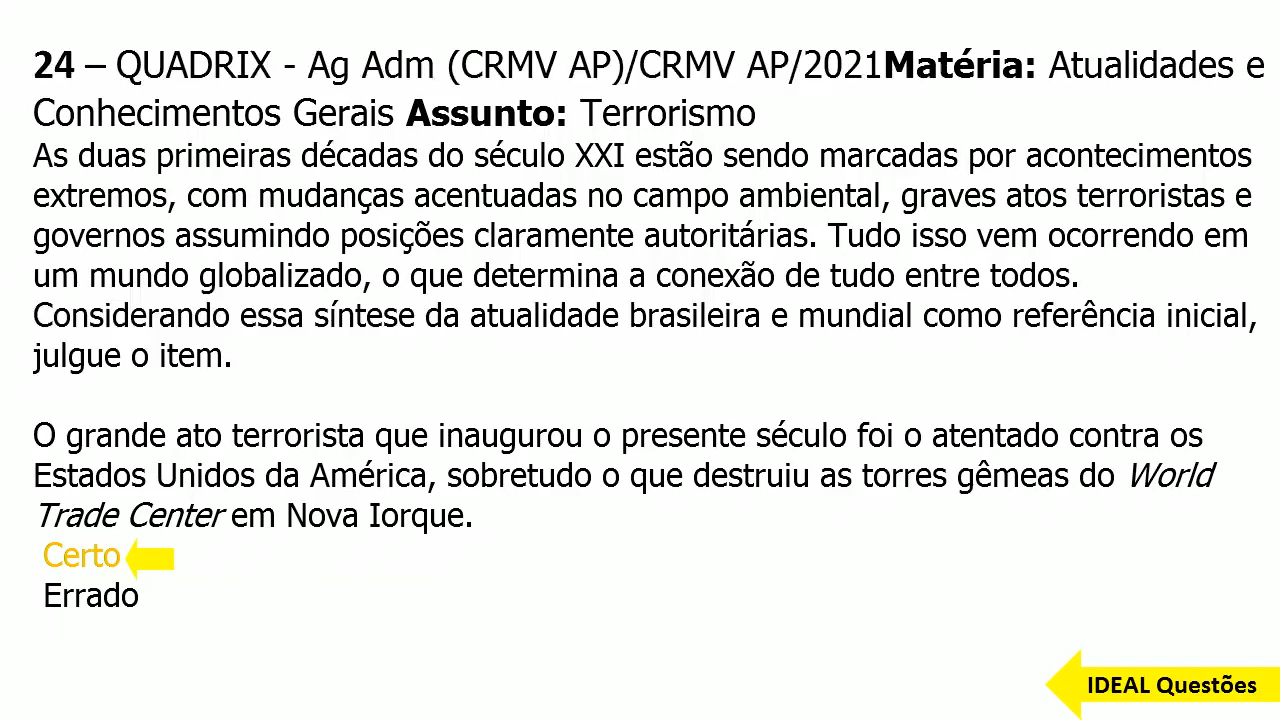 24 – QUADRIX - Ag Adm (CRMV AP)/CRMV AP/2021Matéria: Atualidades e
Conhecimentos Gerais Assunto: Terrorismo
As duas primeiras décadas do século XXI estão sendo marcadas por acontecimentos
extremos, com mudanças acentuadas no campo ambiental, graves atos terroristas e
governos assumindo posições claramente autoritárias. Tudo isso vem ocorrendo em
um mundo globalizado, o que determina a conexão de tudo entre todos.
Considerando essa síntese da atualidade brasileira e mundial como referência inicial,
julgue o item.
O grande ato terrorista que inaugurou o presente século foi o atentado contra os
Estados Unidos da América, sobretudo o que destruiu as torres gêmeas do World
Trade Center em Nova Iorque.
Certo
Errado
IDEAL Questões